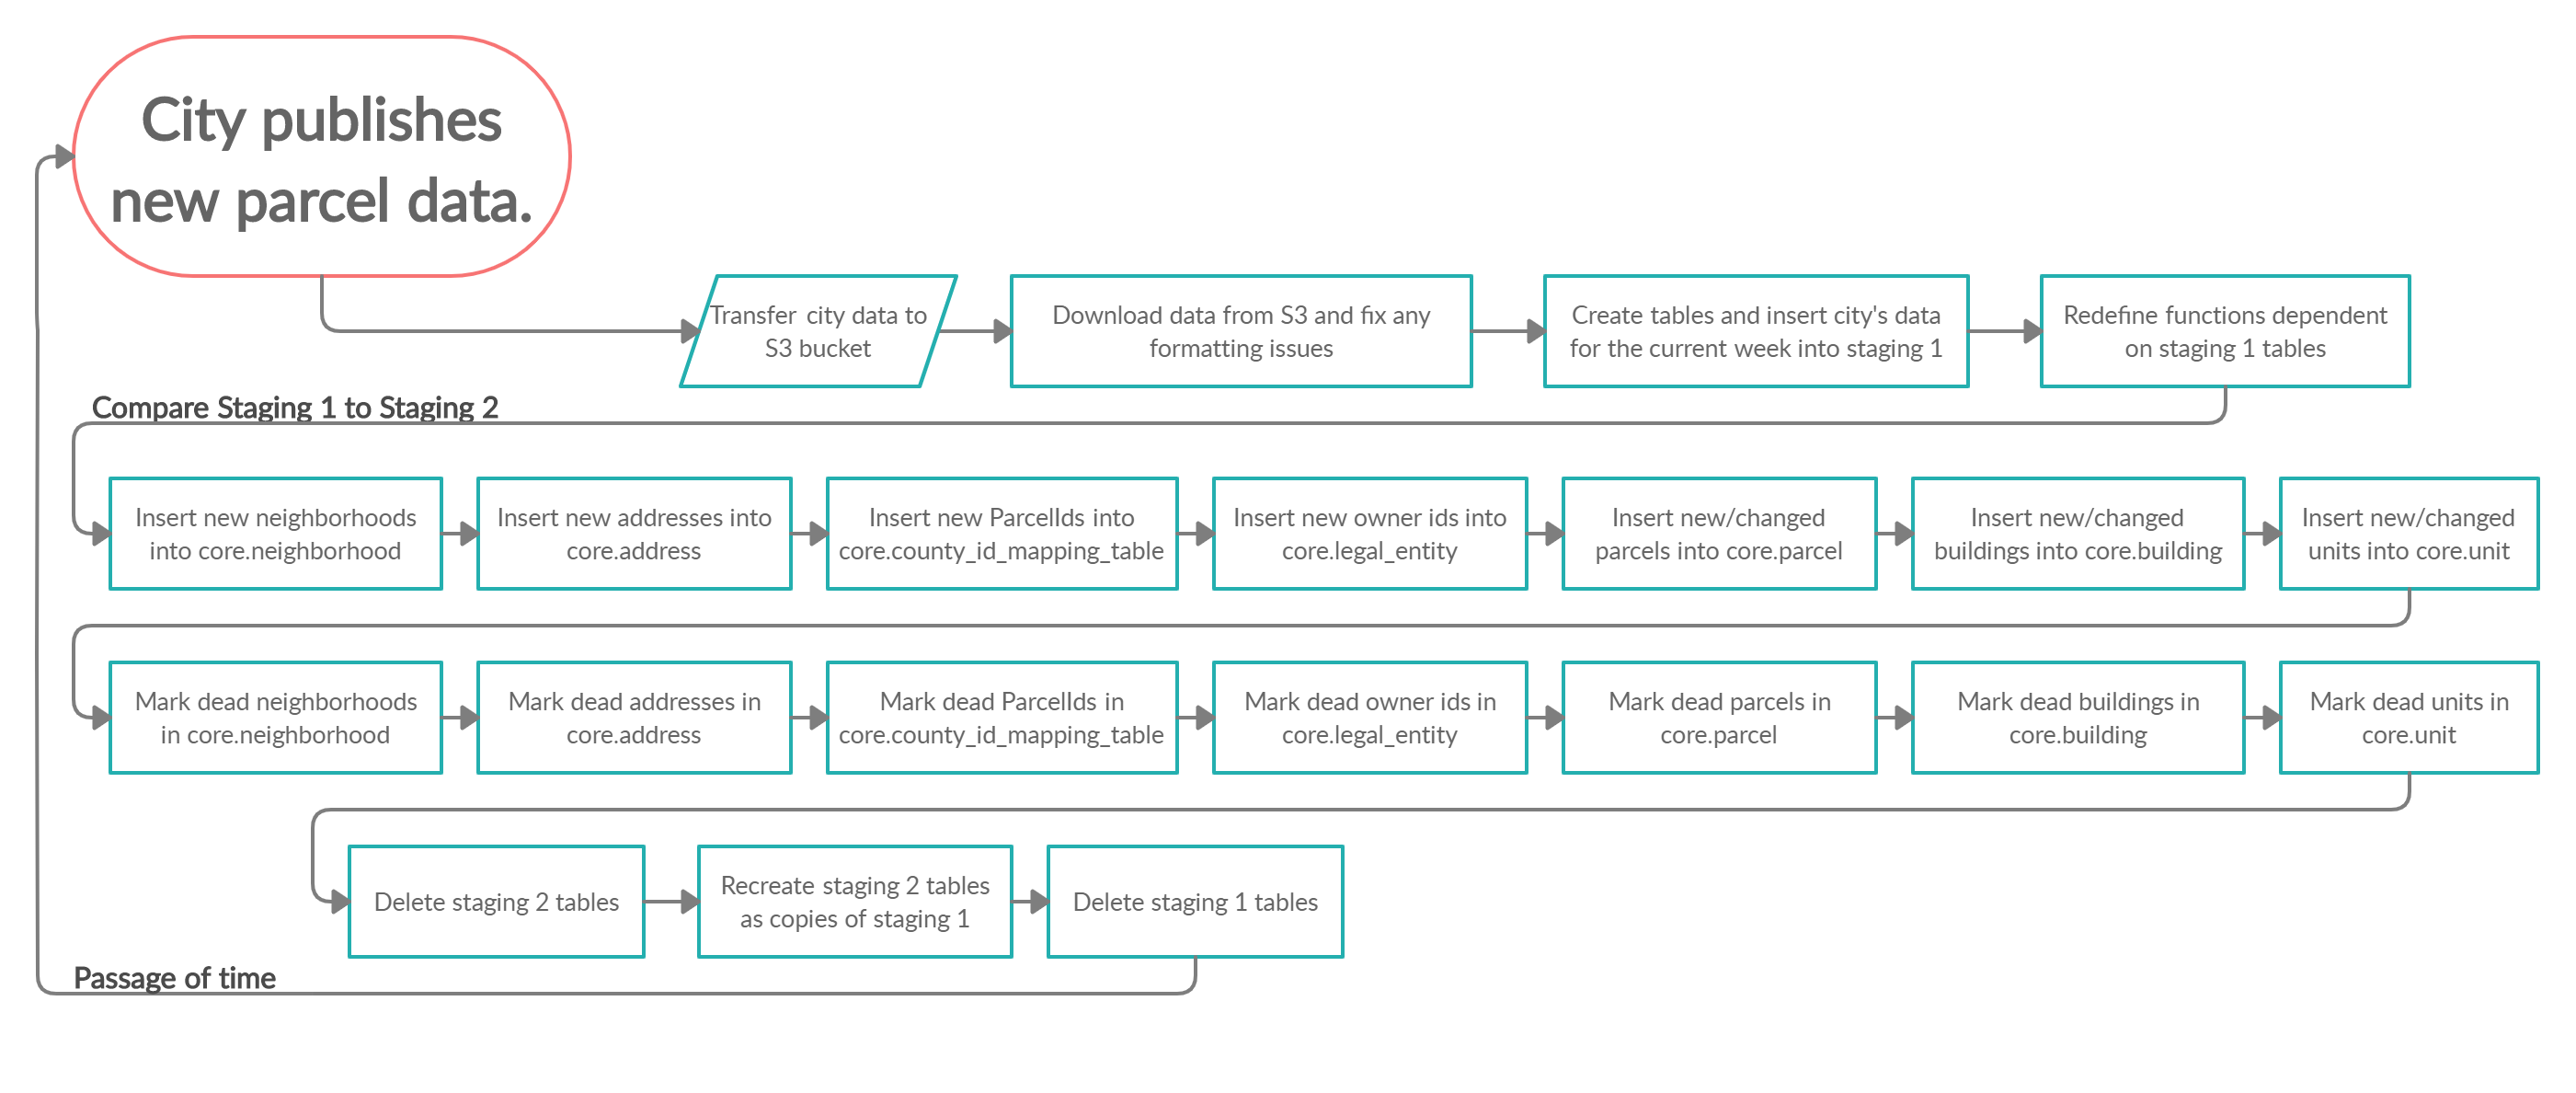 City publishes
new parcel data.
Transfer city data to
S3 bucket
Download data from S3 and fix any
formatting issues
Create tables and insert city's data
for the current week into staging 1
Redefine functions dependent
on staging 1 tables
Compare Staging 1 to Staging 2
Insert new neighborhoods
into core.neighborhood
Insert new addresses into
core.address
Insert new ParcelIds into
core.county_id_mapping_table
Insert new owner ids into
core.legal_entity
Insert new/changed
parcels into core.parcel
Insert new/changed
buildings into core.building
Insert new/changed
units into core.unit
Mark dead neighborhoods
in core.neighborhood
Mark dead addresses in
core.address
Mark dead ParcelIds in
core.county_id_mapping_table
Mark dead owner ids in
core.legal_entity
Mark dead parcels in
core.parcel
Mark dead buildings in
core.building
Mark dead units in
core.unit
Delete staging 2 tables
Recreate staging 2 tables
as copies of staging 1
Delete staging 1 tables
Passage of time